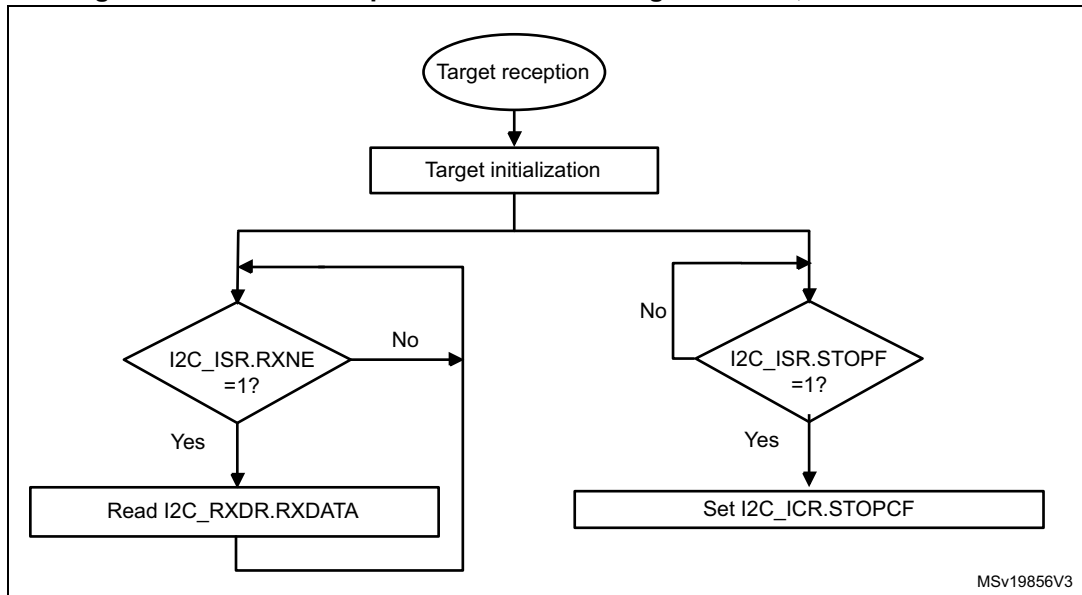 Target reception
Target initialization
No
No
I2C_ISR.RXNE
=1?
I2C_ISR.STOPF
=1?
Yes
Yes
Read I2C_RXDR.RXDATA
Set I2C_ICR.STOPCF
MSv19856V3